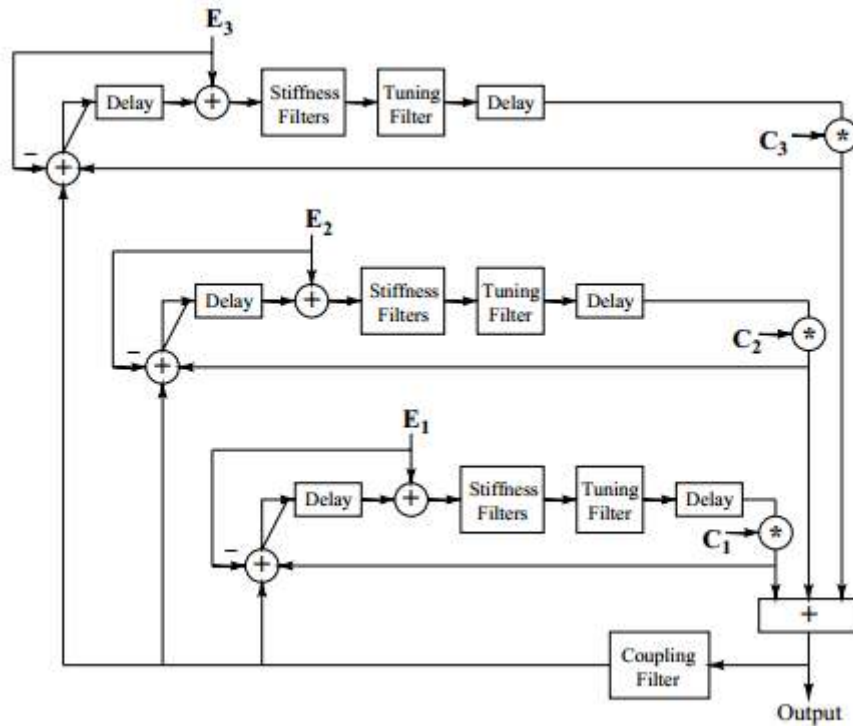 E3
Delay
+
Stiffness
Filters
Tuning
Filter
Delay
C3
*
−
+
E2
Delay
+
Stiffness
Filters
Tuning
Filter
Delay
C2
*
−
+
E1
Delay
+
Stiffness
Filters
Tuning
Filter
Delay
C1
*
−
+
+
Coupling
Filter
Output